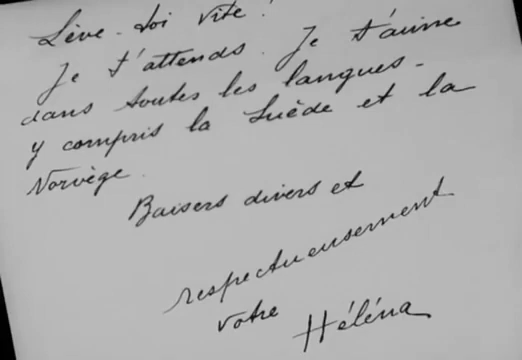 Lève-toi vite !
Je t'attends. Je t'aime
dans toutes les langues -
y compris la Suède et la
Norvège.
Baisers divers et
respectueusement
votre
Héléna